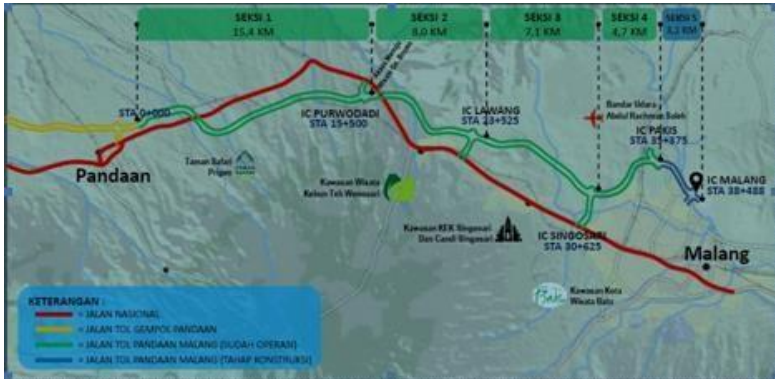 SEKSI 1
15,4 KM
SEKSI 2
8,0 KM
SEKSI 3
7,1 KM
SEKSI 4
4,7 KM
SEKSI 5
3,1 KM
STA 0+000
IC PURWODADI
STA 15+500
IC LAWANG
STA 23+525
Bandar Udara
Abdul Rachman Saleh
IC PAKIS
STA 35+875
IC MALANG
STA 38+488
Pandaan
Taman Safari
Prigen
Kawasan Wisata
Kebun Teh Wonosari
Kawasan KEK Singosari
Dan Candi Singosari
IC SINGOSARI
STA 30+625
Malang
Kawasan Kota
Wisata Batu
KETERANGAN :
= JALAN NASIONAL
= JALAN TOL GEMPOL PANDAAN
= JALAN TOL PANDAAN MALANG (SUDAH OPERASI)
= JALAN TOL PANDAAN MALANG (TAHAP KONSTRUKSI)